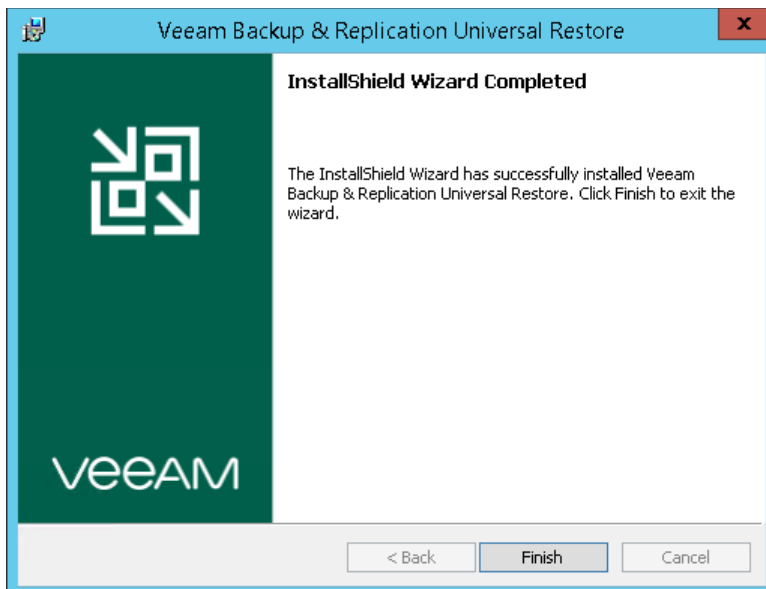 Veeam Backup & Replication Universal Restore
x
InstallShield Wizard Completed
The InstallShield Wizard has successfully installed Veeam
Backup & Replication Universal Restore. Click Finish to exit the
wizard.
veeAM
< Back
Finish
Cancel